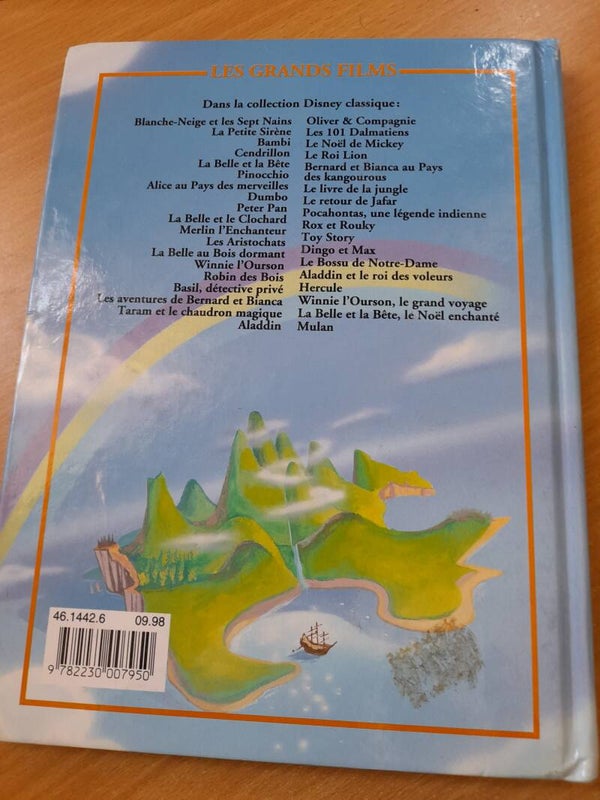 LES GRANDS FILMS
Dans la collection Disney classique :
Blanche-Neige et les Sept Nains
La Petite Sirène
Bambi
Cendrillon
La Belle et la Bête
Pinocchio
Alice au Pays des merveilles
Dumbo
Peter Pan
La Belle et le Clochard
Merlin l'Enchanteur
Les Aristochats
La Belle au Bois dormant
Winnie l'Ourson
Robin des Bois
Basil, détective privé
Les aventures de Bernard et Bianca
Taram et le chaudron magique
Aladdin
Oliver & Compagnie
Les 101 Dalmatiens
Le Noël de Mickey
Le Roi Lion
Bernard et Bianca au Pays
des kangourous
Le livre de la jungle
Le retour de Jafar
Pocahontas, une légende indienne
Rox et Rouky
Toy Story
Dingo et Max
Le Bossu de Notre-Dame
Aladdin et le roi des voleurs
Hercule
Winnie l'Ourson, le grand voyage
La Belle et la Bête, le Noël enchanté
Mulan
46.1442.6 09.98
9 782230 007950